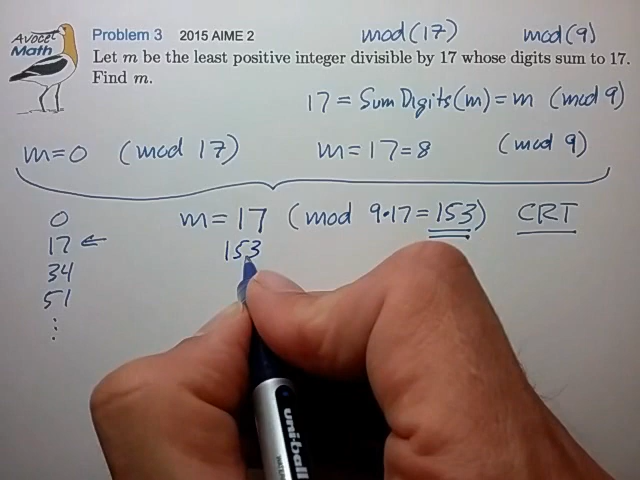 Avocet Math
Problem 3 2015 AIME 2 mod(17) mod(9)
Let m be the least positive integer divisible by 17 whose digits sum to 17.
Find m.
17 = SumDigits(m) = m (mod 9)
m=0 (mod 17) m=17=8 (mod 9)
0
m=17 (mod 9·17=153) CRT
17 ←
153
34
51
⋮
uni-ball